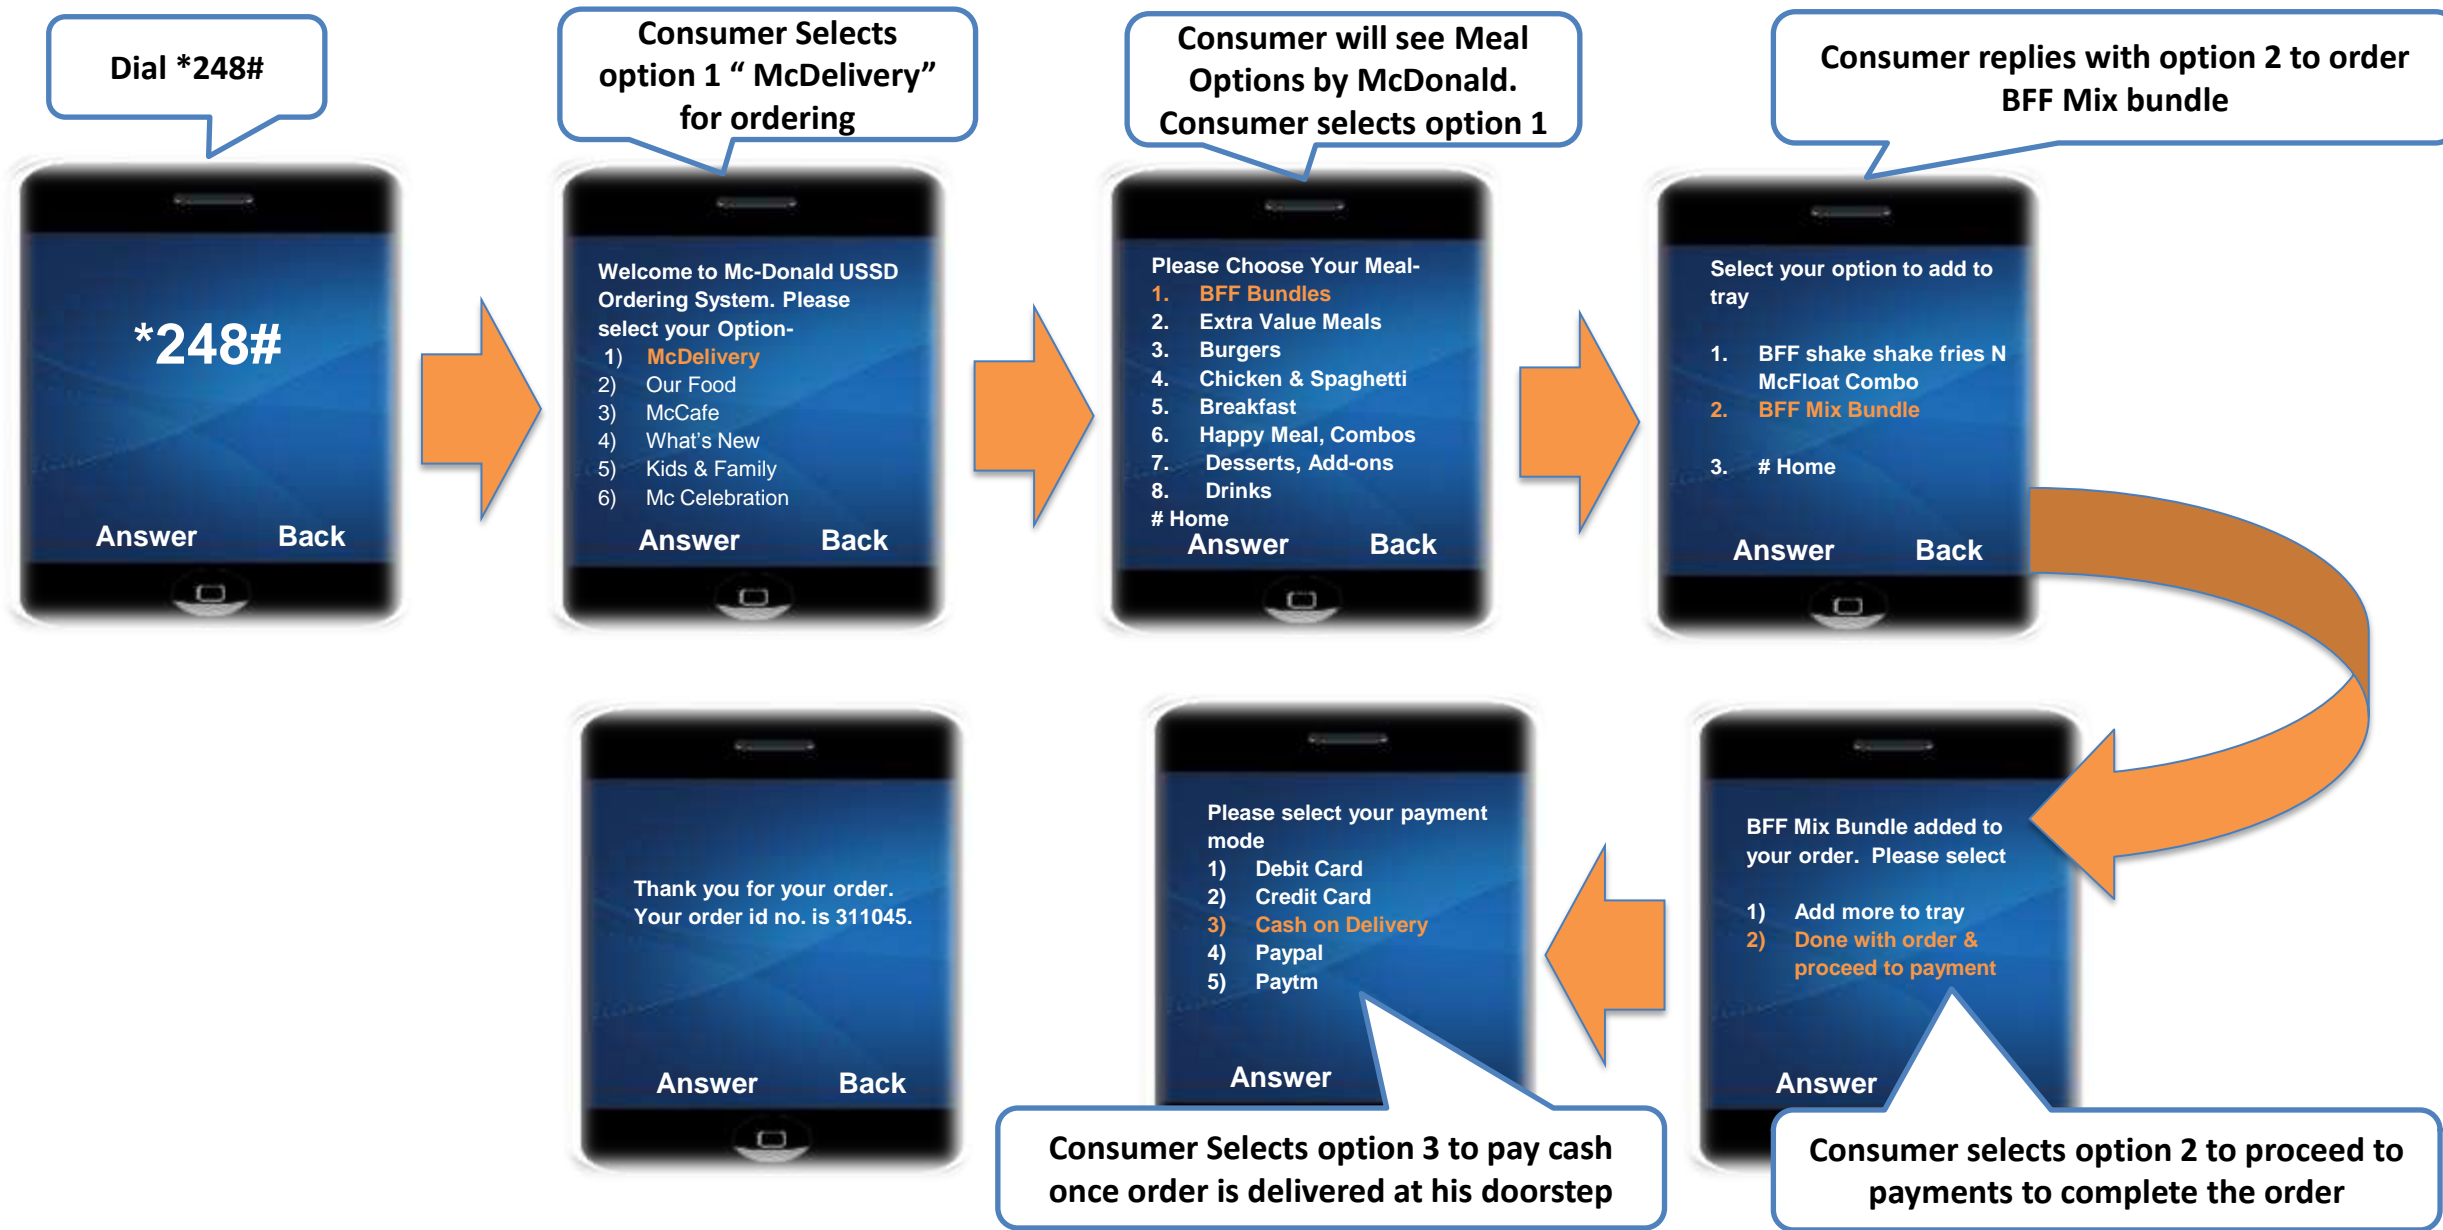 Dial *248#
*248#
Answer Back
Consumer Selects
option 1 “ McDelivery”
for ordering
Welcome to Mc-Donald USSD
Ordering System. Please
select your Option-
1) McDelivery
2) Our Food
3) McCafe
4) What’s New
5) Kids & Family
6) Mc Celebration
Answer Back
Consumer will see Meal
Options by McDonald.
Consumer selects option 1
Please Choose Your Meal-
1. BFF Bundles
2. Extra Value Meals
3. Burgers
4. Chicken & Spaghetti
5. Breakfast
6. Happy Meal, Combos
7. Desserts, Add-ons
8. Drinks
# Home
Answer Back
Consumer replies with option 2 to order
BFF Mix bundle
Select your option to add to
tray
1. BFF shake shake fries N
McFloat Combo
2. BFF Mix Bundle
3. # Home
Answer Back
BFF Mix Bundle added to
your order. Please select
1) Add more to tray
2) Done with order &
proceed to payment
Answer
Consumer selects option 2 to proceed to
payments to complete the order
Please select your payment
mode
1) Debit Card
2) Credit Card
3) Cash on Delivery
4) Paypal
5) Paytm
Answer
Consumer Selects option 3 to pay cash
once order is delivered at his doorstep
Thank you for your order.
Your order id no. is 311045.
Answer Back